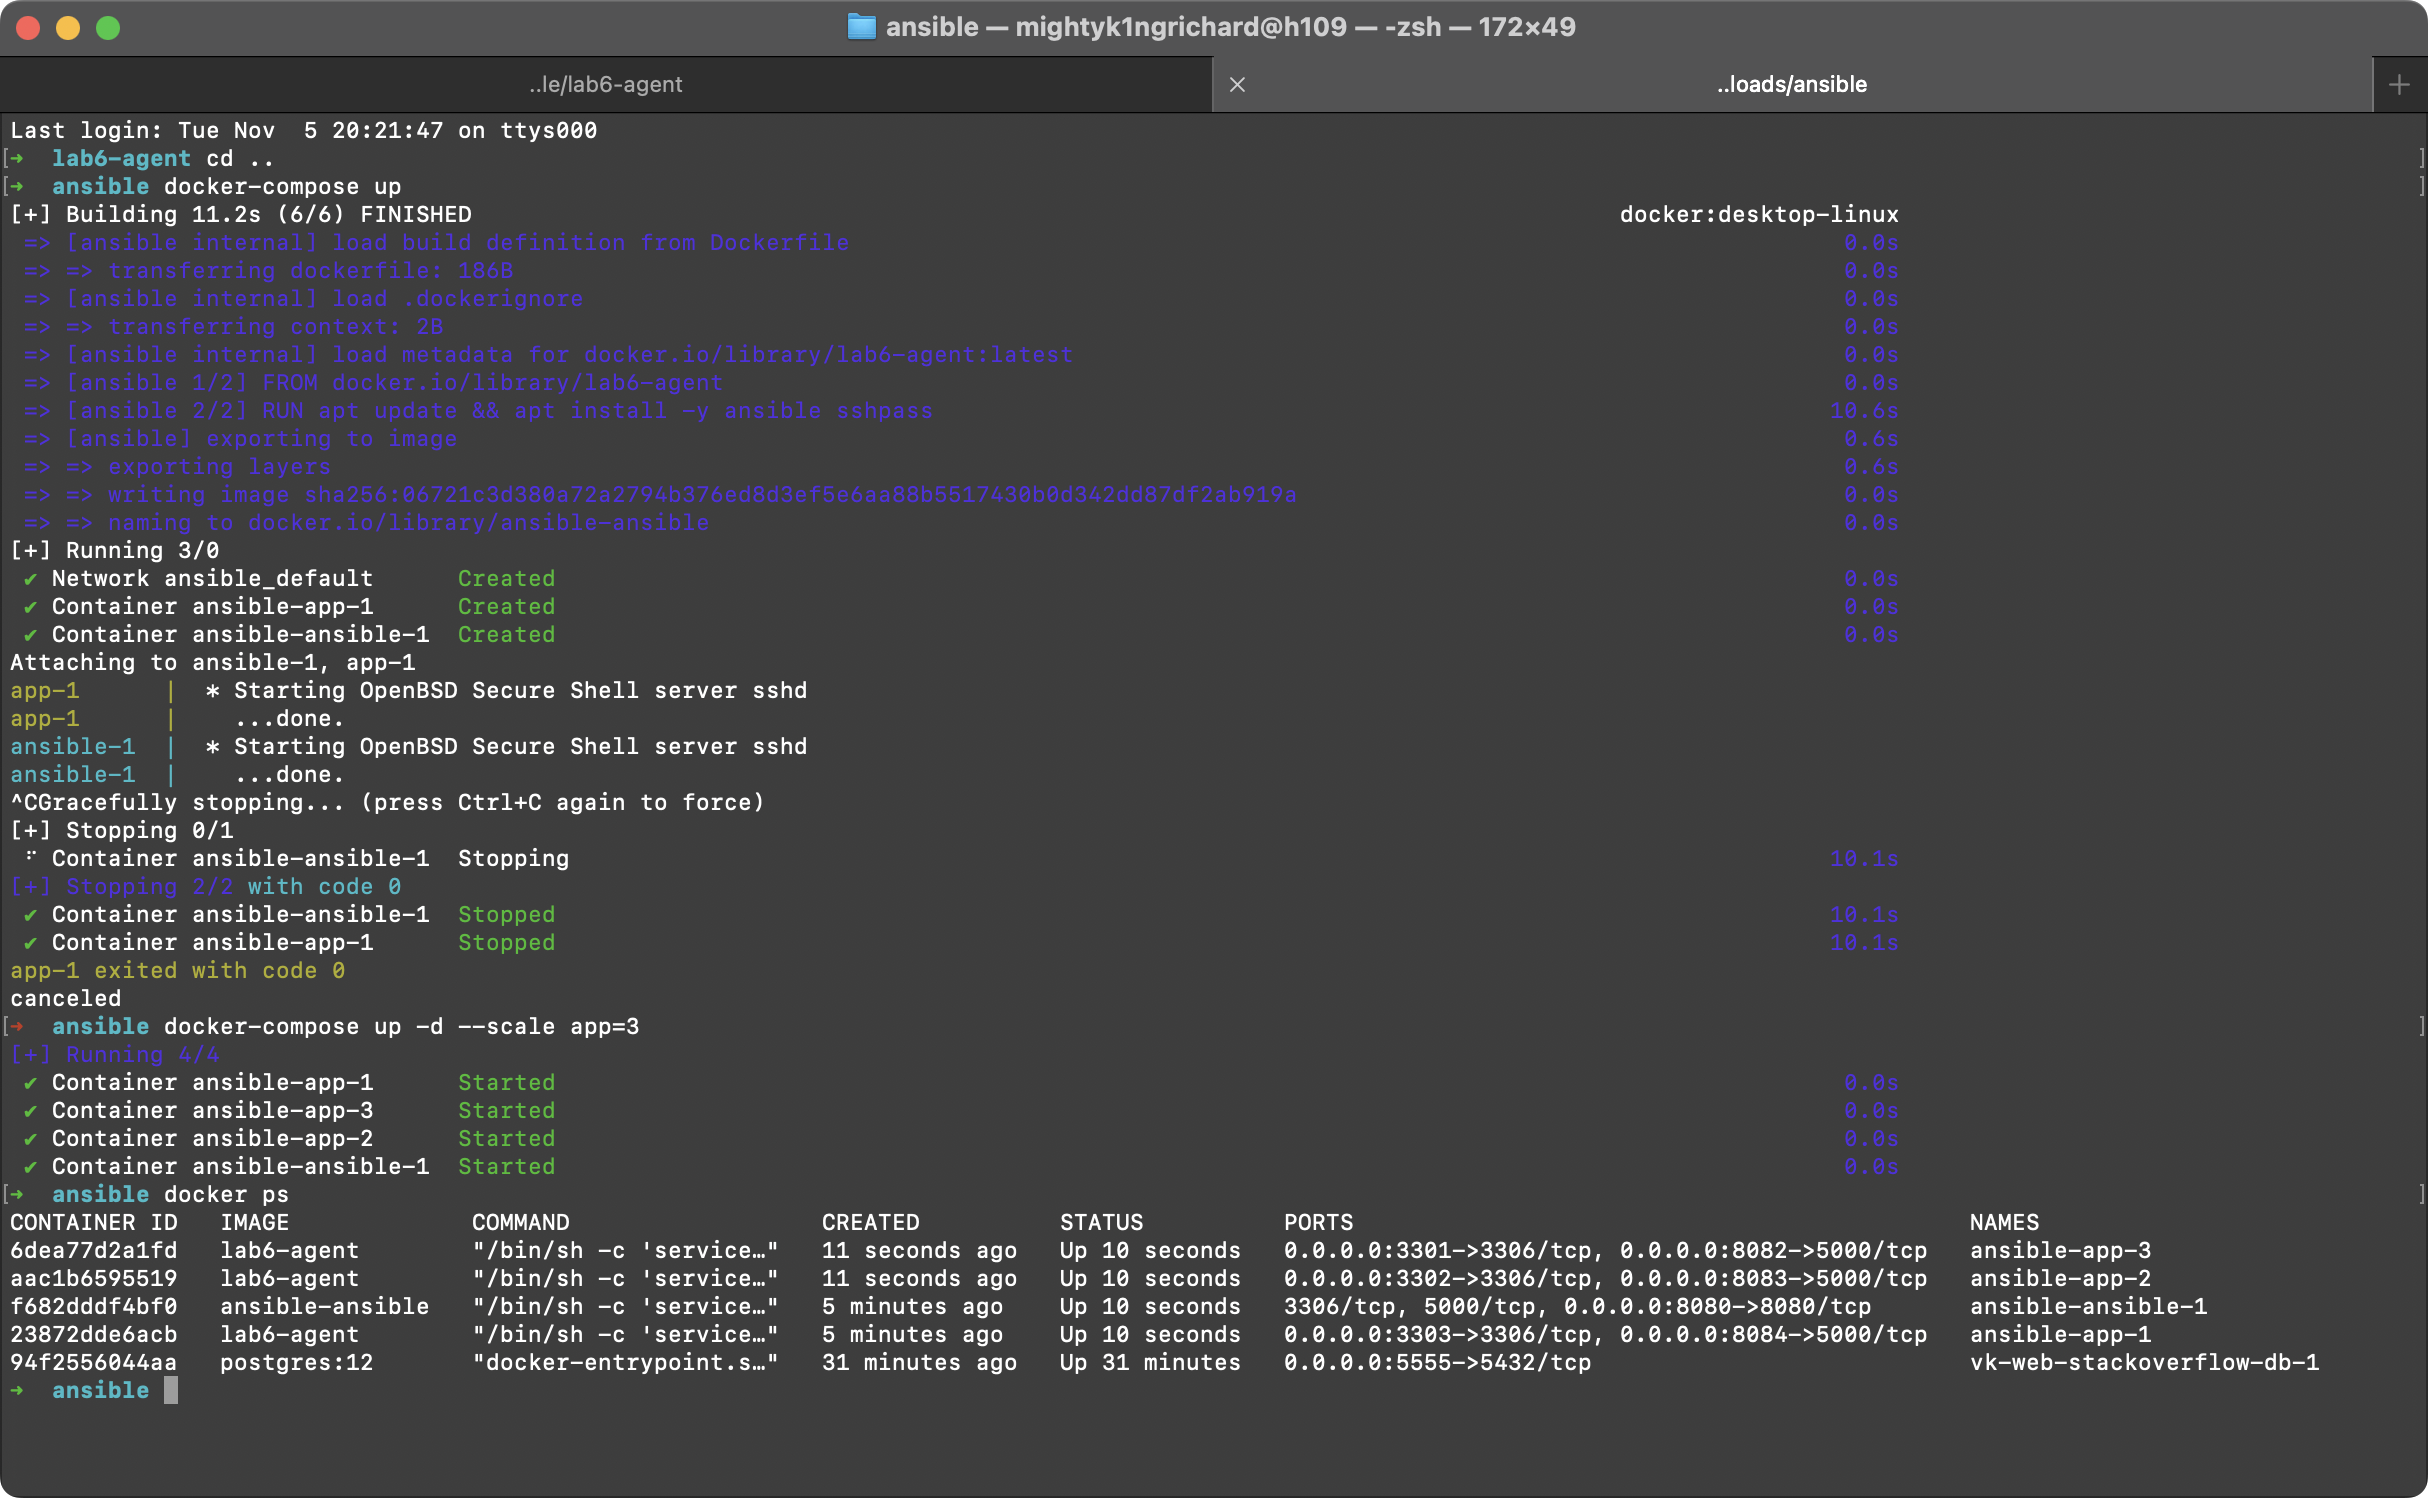 ansible — mightyk1ngrichard@h109 — -zsh — 172×49
..le/lab6-agent
..loads/ansible
Last login: Tue Nov  5 20:21:47 on ttys000
[➜  lab6-agent cd .. ]
[➜  ansible docker-compose up ]
[+] Building 11.2s (6/6) FINISHED docker:desktop-linux
=> [ansible internal] load build definition from Dockerfile 0.0s
=> => transferring dockerfile: 186B 0.0s
=> [ansible internal] load .dockerignore 0.0s
=> => transferring context: 2B 0.0s
=> [ansible internal] load metadata for docker.io/library/lab6-agent:latest 0.0s
=> [ansible 1/2] FROM docker.io/library/lab6-agent 0.0s
=> [ansible 2/2] RUN apt update && apt install -y ansible sshpass 10.6s
=> [ansible] exporting to image 0.6s
=> => exporting layers 0.6s
=> => writing image sha256:06721c3d380a72a2794b376ed8d3ef5e6aa88b5517430b0d342dd87df2ab919a 0.0s
=> => naming to docker.io/library/ansible-ansible 0.0s
[+] Running 3/0
✔ Network ansible_default Created 0.0s
✔ Container ansible-app-1 Created 0.0s
✔ Container ansible-ansible-1 Created 0.0s
Attaching to ansible-1, app-1
app-1 | * Starting OpenBSD Secure Shell server sshd
app-1 | ...done.
ansible-1 | * Starting OpenBSD Secure Shell server sshd
ansible-1 | ...done.
^CGracefully stopping... (press Ctrl+C again to force)
[+] Stopping 0/1
⠋ Container ansible-ansible-1 Stopping 10.1s
[+] Stopping 2/2 with code 0
✔ Container ansible-ansible-1 Stopped 10.1s
✔ Container ansible-app-1 Stopped 10.1s
app-1 exited with code 0
canceled
[➜  ansible docker-compose up -d --scale app=3 ]
[+] Running 4/4
✔ Container ansible-app-1 Started 0.0s
✔ Container ansible-app-3 Started 0.0s
✔ Container ansible-app-2 Started 0.0s
✔ Container ansible-ansible-1 Started 0.0s
[➜  ansible docker ps ]
CONTAINER ID IMAGE COMMAND CREATED STATUS PORTS NAMES
6dea77d2a1fd lab6-agent "/bin/sh -c 'service…" 11 seconds ago Up 10 seconds 0.0.0.0:3301->3306/tcp, 0.0.0.0:8082->5000/tcp ansible-app-3
aac1b6595519 lab6-agent "/bin/sh -c 'service…" 11 seconds ago Up 10 seconds 0.0.0.0:3302->3306/tcp, 0.0.0.0:8083->5000/tcp ansible-app-2
f682dddf4bf0 ansible-ansible "/bin/sh -c 'service…" 5 minutes ago Up 10 seconds 3306/tcp, 5000/tcp, 0.0.0.0:8080->8080/tcp ansible-ansible-1
23872dde6acb lab6-agent "/bin/sh -c 'service…" 5 minutes ago Up 10 seconds 0.0.0.0:3303->3306/tcp, 0.0.0.0:8084->5000/tcp ansible-app-1
94f2556044aa postgres:12 "docker-entrypoint.s…" 31 minutes ago Up 31 minutes 0.0.0.0:5555->5432/tcp vk-web-stackoverflow-db-1
➜  ansible